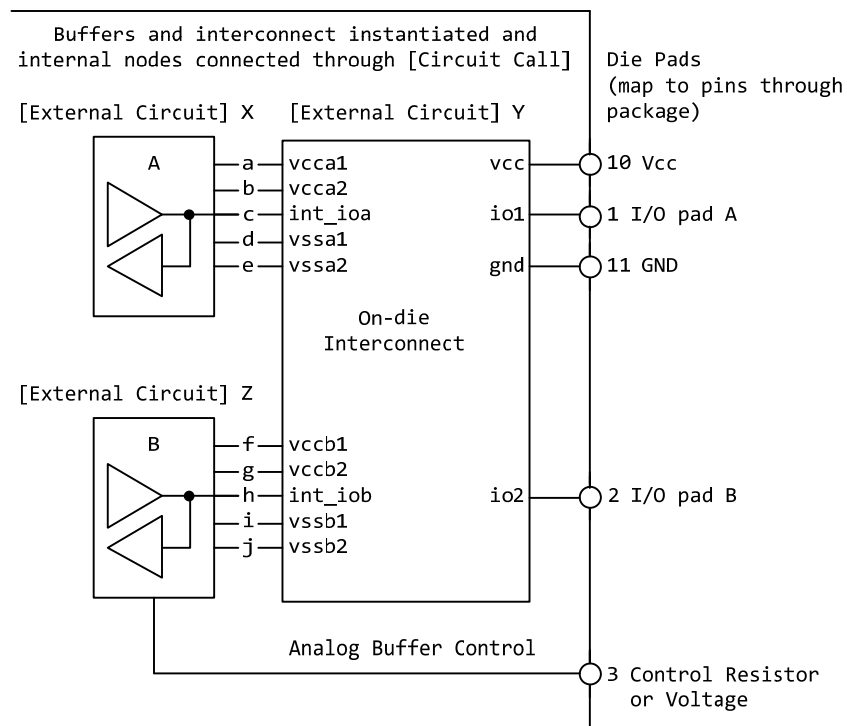 Buffers and interconnect instantiated and
internal nodes connected through [Circuit Call]
Die Pads
(map to pins through
package)
[External Circuit] X
[External Circuit] Y
A
a
b
c
d
e
vcca1
vcca2
int_ioa
vssa1
vssa2
vcc
io1
gnd
10 Vcc
1 I/O pad A
11 GND
On-die
Interconnect
[External Circuit] Z
B
f
g
h
i
j
vccb1
vccb2
int_iob
vssb1
vssb2
io2
2 I/O pad B
Analog Buffer Control
3 Control Resistor
or Voltage